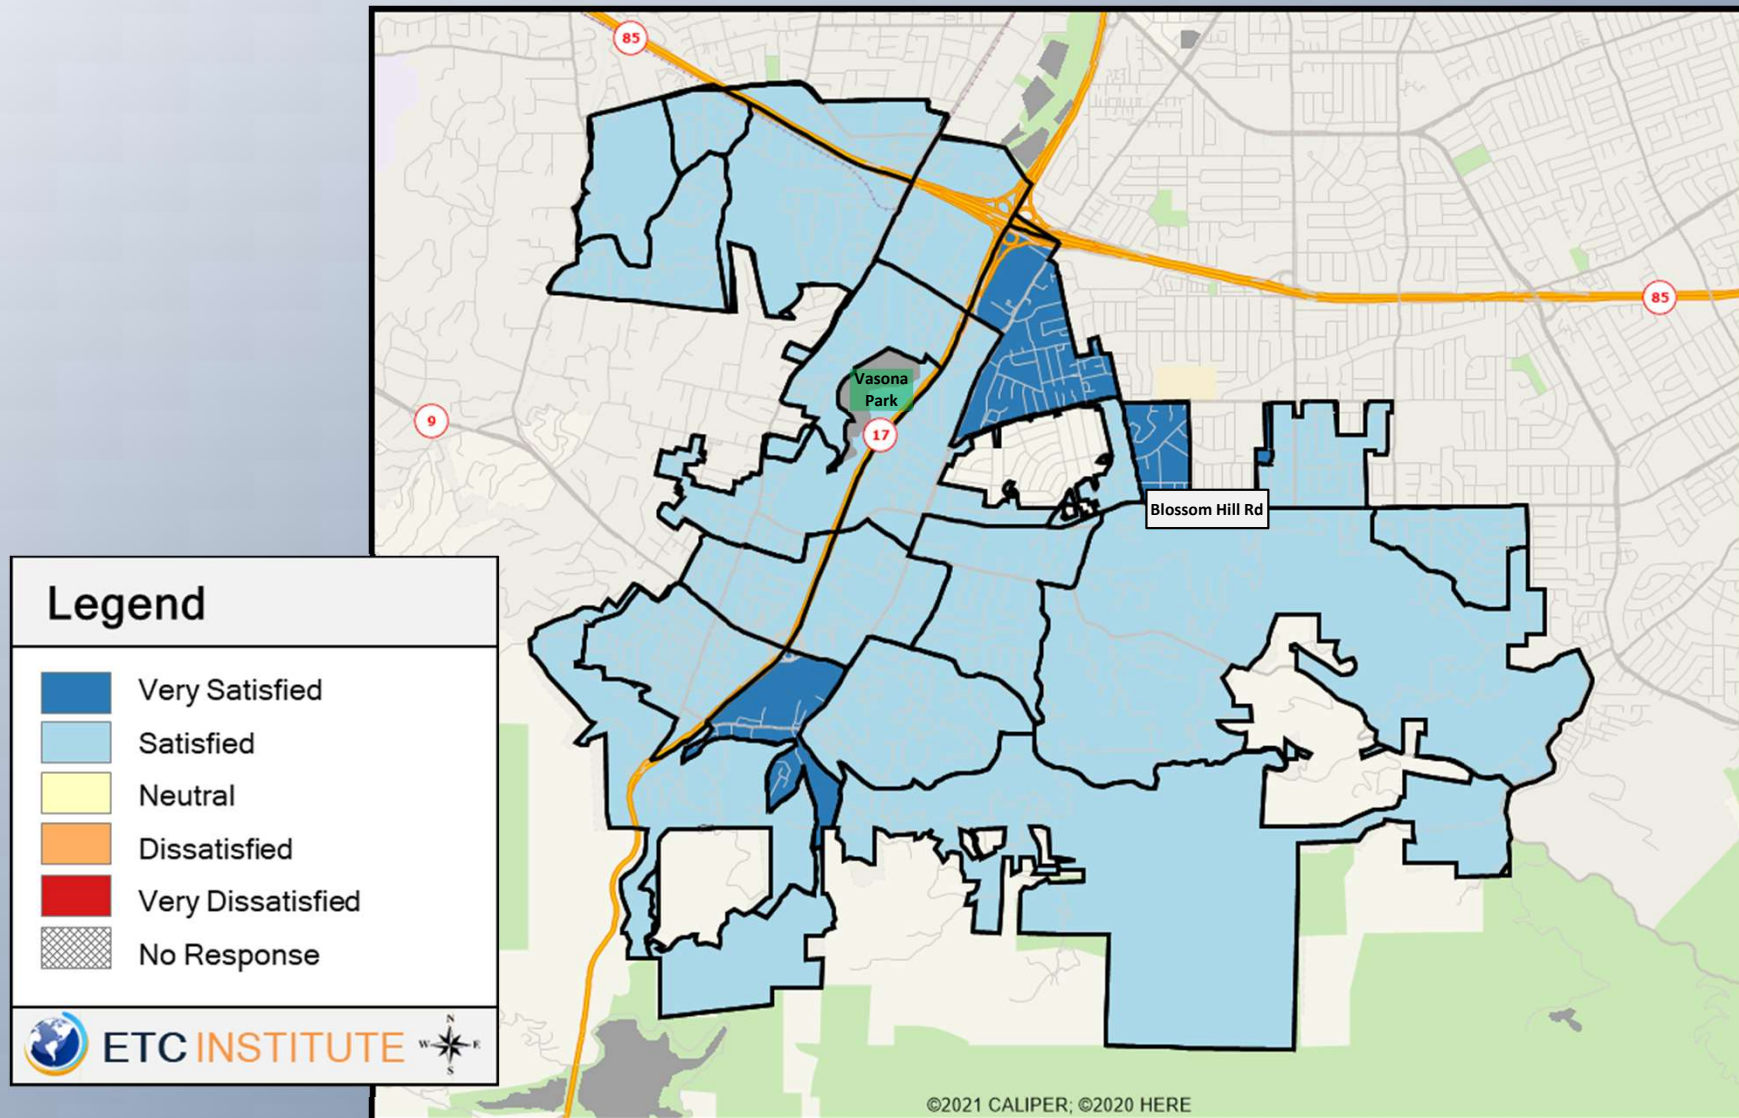 85
85
9
Vasona
Park
17
Blossom Hill Rd
Legend
Very Satisfied
Satisfied
Neutral
Dissatisfied
Very Dissatisfied
No Response
ETC INSTITUTE
N
W E
S
©2021 CALIPER; ©2020 HERE